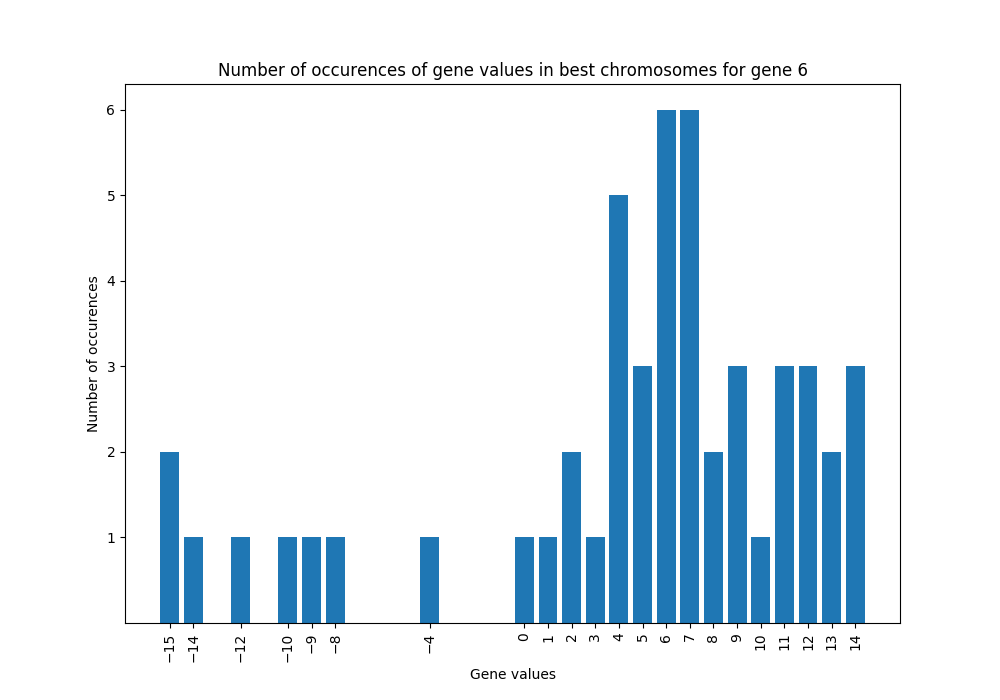 Number of occurences of gene values in best chromosomes for gene 6
6
5
4
3
2
1
Number of occurences
−15 −14 −12 −10 −9 −8 −4 0 1 2 3 4 5 6 7 8 9 10 11 12 13 14
Gene values